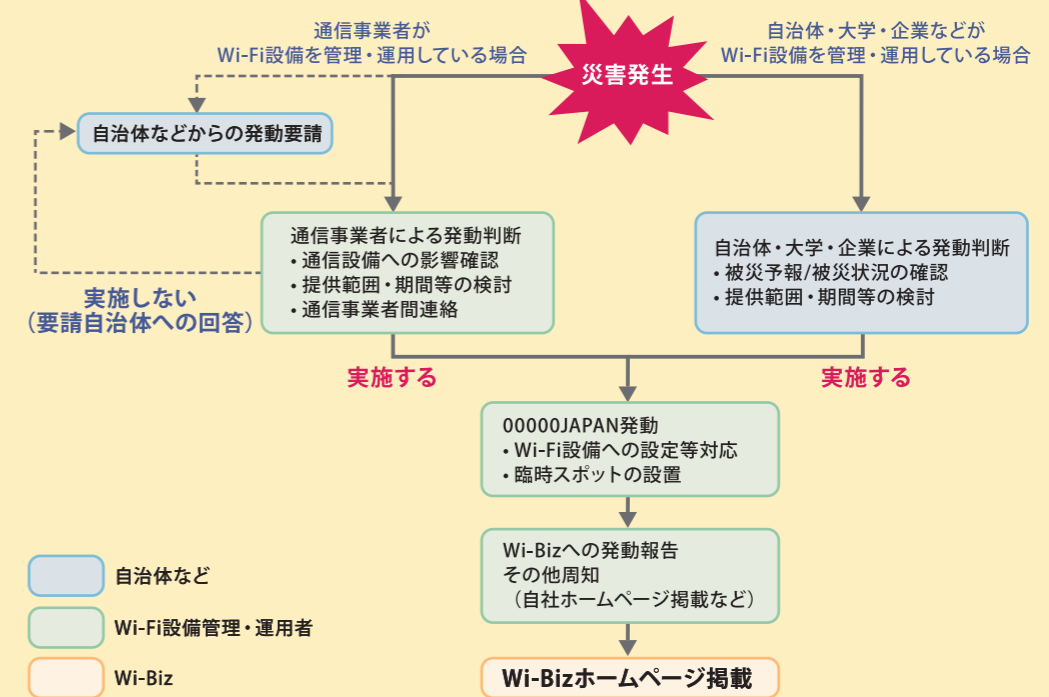 通信事業者が
Wi-Fi設備を管理・運用している場合
災害発生
自治体・大学・企業などが
Wi-Fi設備を管理・運用している場合
自治体などからの発動要請
通信事業者による発動判断
・通信設備への影響確認
・提供範囲・期間等の検討
・通信事業者間連絡
自治体・大学・企業による発動判断
・被災予報/被災状況の確認
・提供範囲・期間等の検討
実施しない
（要請自治体への回答）
実施する
実施する
00000JAPAN発動
・Wi-Fi設備への設定等対応
・臨時スポットの設置
Wi-Bizへの発動報告
その他周知
（自社ホームページ掲載など）
Wi-Bizホームページ掲載
自治体など
Wi-Fi設備管理・運用者
Wi-Biz